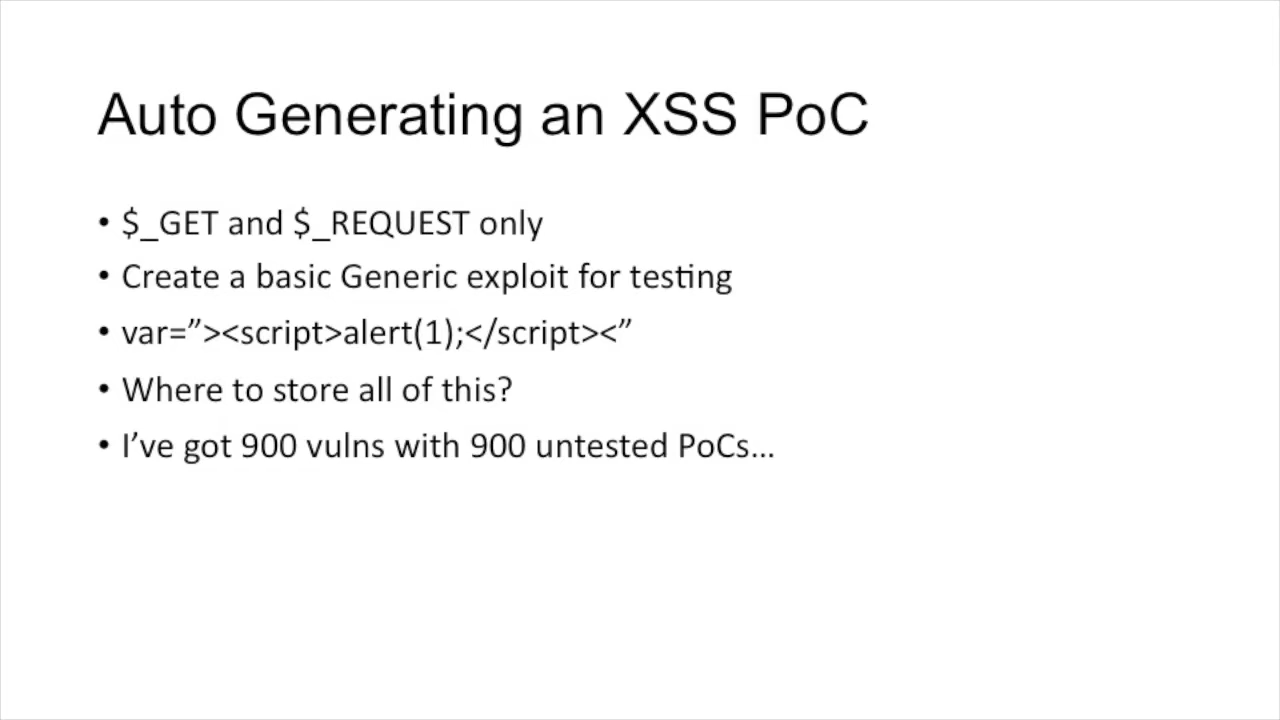 Auto Generating an XSS PoC
• $_GET and $_REQUEST only
• Create a basic Generic exploit for testing
• var=”><script>alert(1);</script><”
• Where to store all of this?
• I’ve got 900 vulns with 900 untested PoCs...